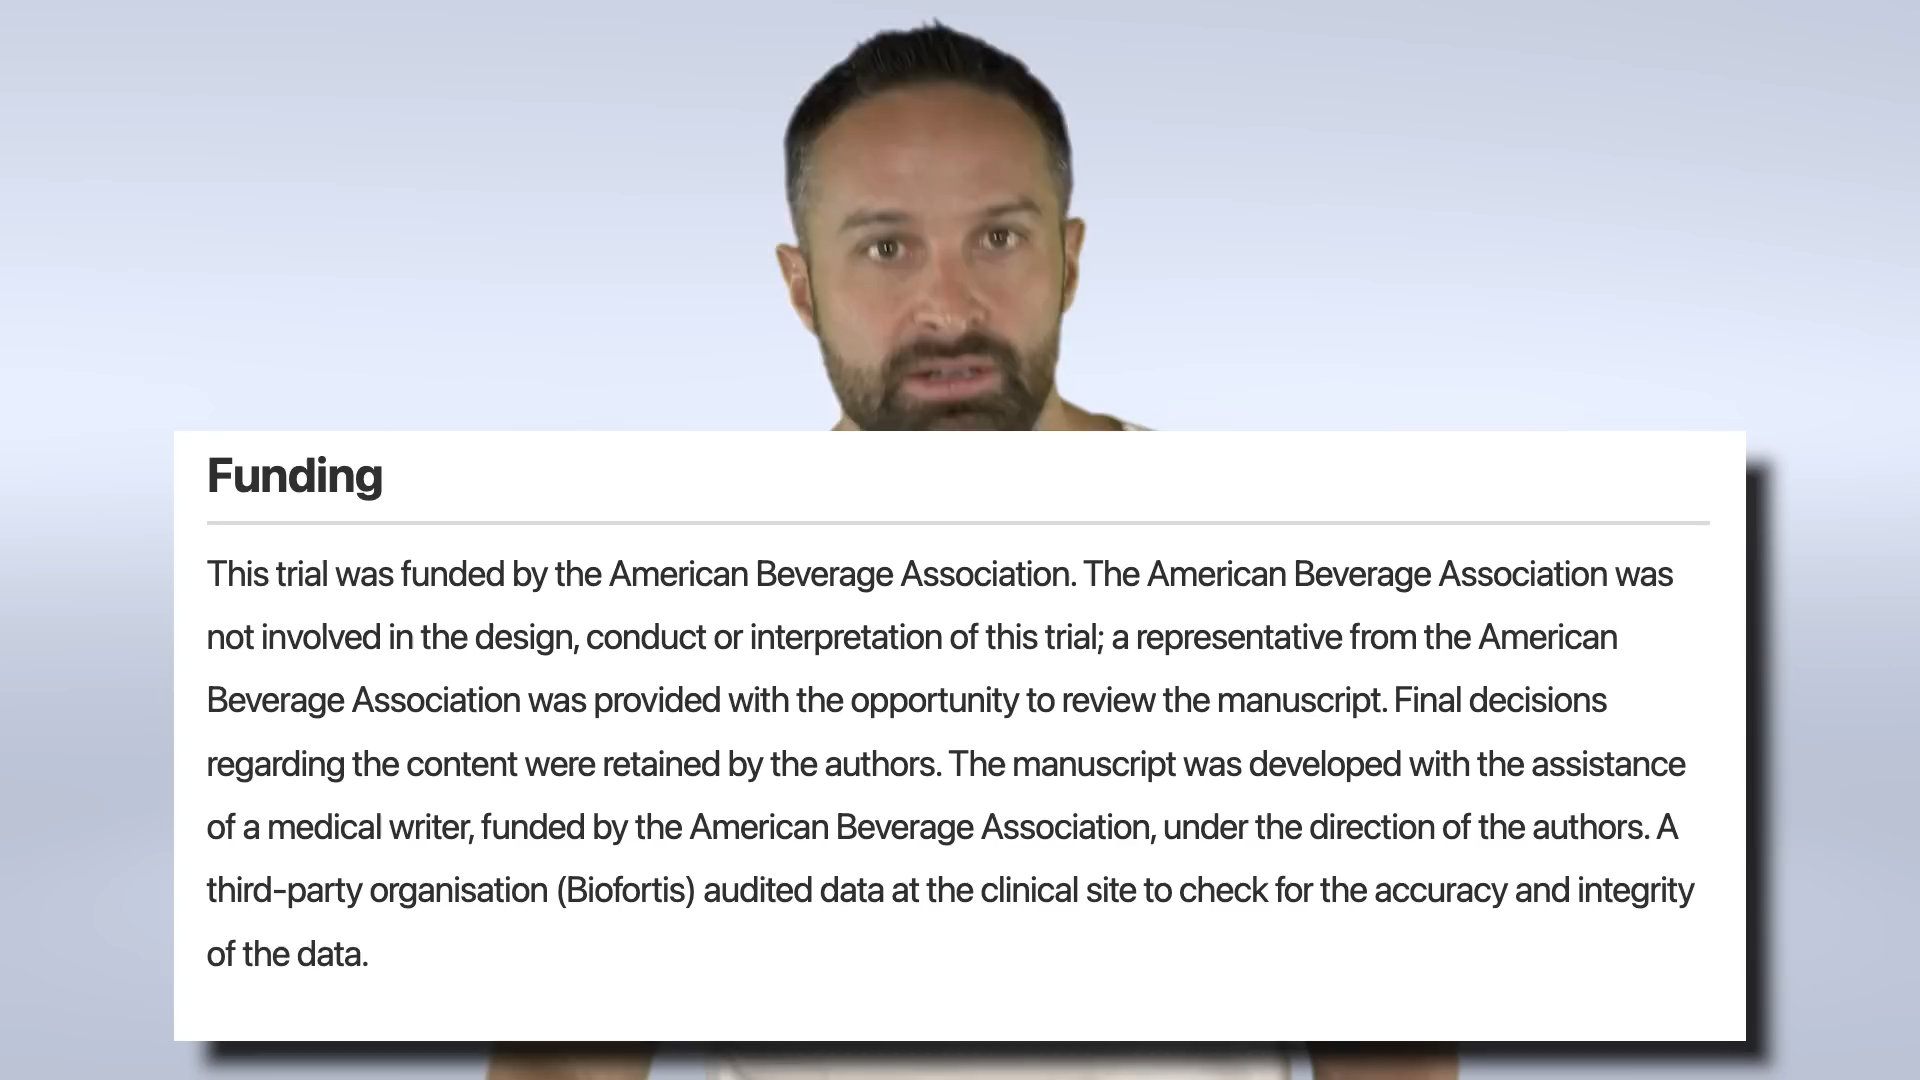 Funding
This trial was funded by the American Beverage Association. The American Beverage Association was
not involved in the design, conduct or interpretation of this trial; a representative from the American
Beverage Association was provided with the opportunity to review the manuscript. Final decisions
regarding the content were retained by the authors. The manuscript was developed with the assistance
of a medical writer, funded by the American Beverage Association, under the direction of the authors. A
third-party organisation (Biofortis) audited data at the clinical site to check for the accuracy and integrity
of the data.